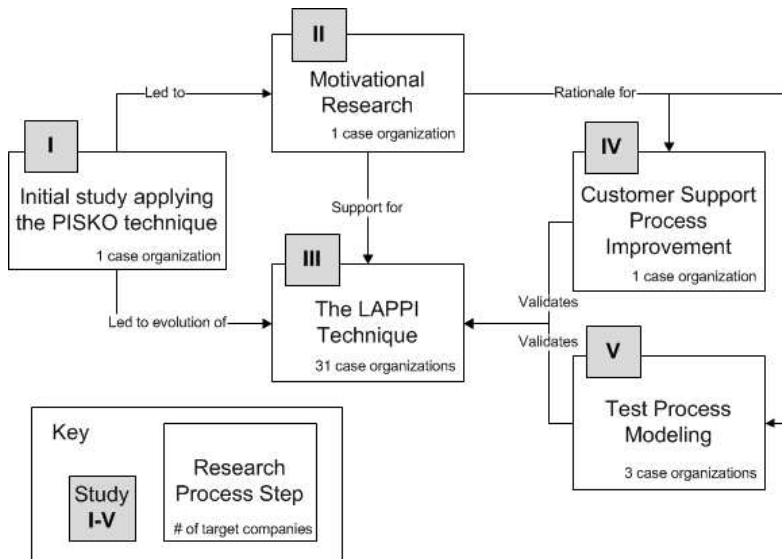 II
Motivational
Research
1 case organization
Led to
Rationale for
I
Initial study applying
the PISKO technique
1 case organization
IV
Customer Support
Process
Improvement
1 case organization
Support for
III
The LAPPI
Technique
31 case organizations
Led to evolution of
Validates
Validates
V
Test Process
Modeling
3 case organizations
Key
Study
I-V
Research
Process Step
# of target companies